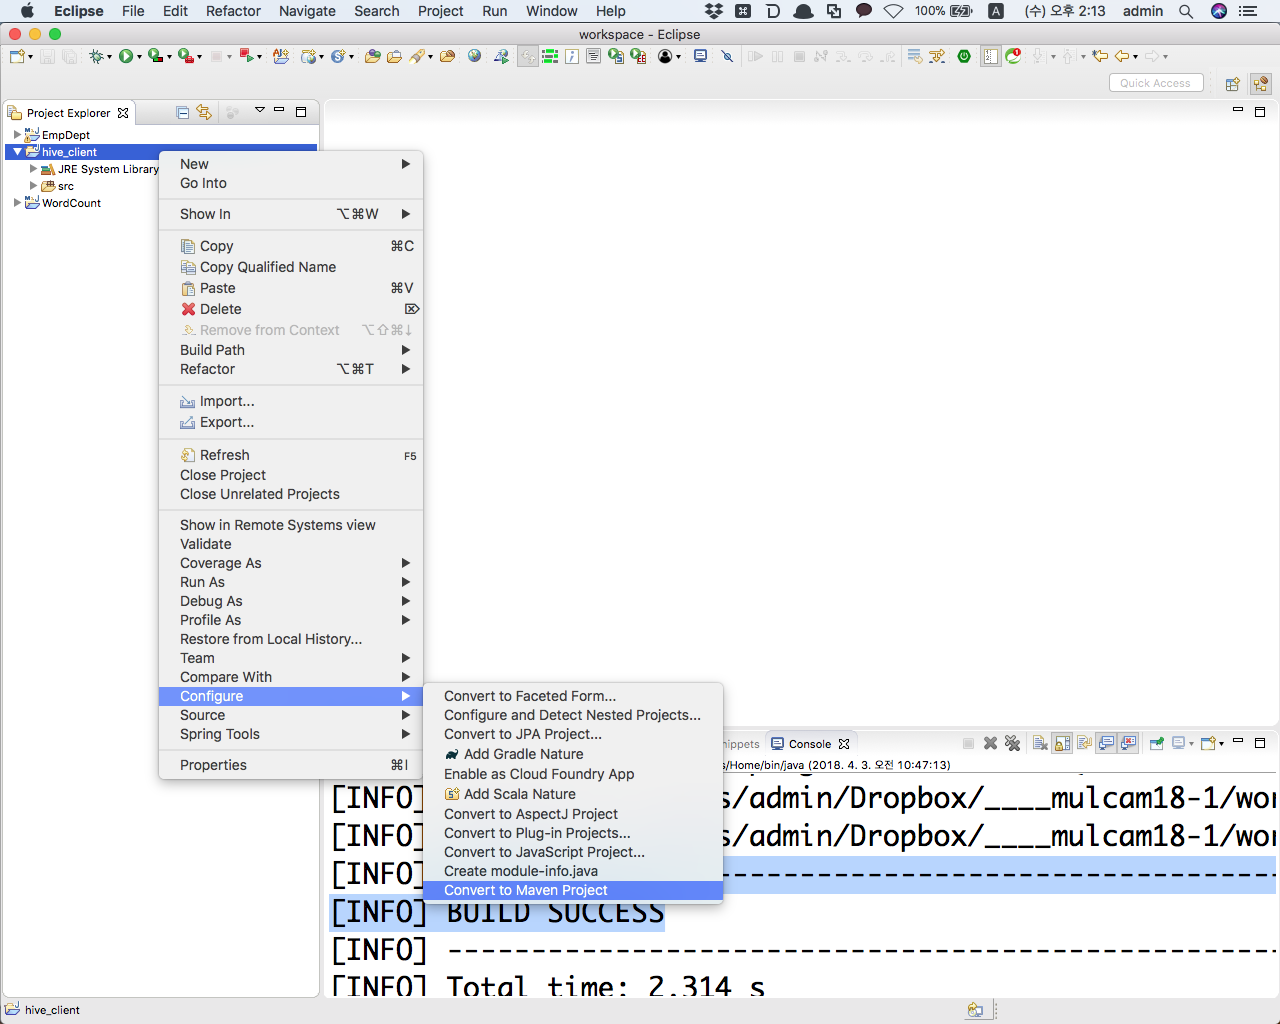 Eclipse File Edit Refactor Navigate Search Project Run Window Help 100% A (수) 오후 2:13 admin
workspace - Eclipse
Quick Access
Project Explorer
EmpDept
hive_client
JRE System Library
src
WordCount
New
Go Into
Show In ⌥⌘W
Copy ⌘C
Copy Qualified Name
Paste ⌘V
Delete ⌦
Remove from Context ⌥⇧⌘↓
Build Path
Refactor ⌥⌘T
Import...
Export...
Refresh F5
Close Project
Close Unrelated Projects
Show in Remote Systems view
Validate
Coverage As
Run As
Debug As
Profile As
Restore from Local History...
Team
Compare With
Configure
Source
Spring Tools
Properties ⌘I
Convert to Faceted Form...
Configure and Detect Nested Projects...
Convert to JPA Project...
Add Gradle Nature
Enable as Cloud Foundry App
Add Scala Nature
Convert to AspectJ Project
Convert to Plug-in Projects...
Convert to JavaScript Project...
Create module-info.java
Convert to Maven Project
nippets Console
s/Home/bin/java (2018. 4. 3. 오전 10:47:13)
[INFO] s/admin/Dropbox/____mulcam18-1/wor
[INFO] s/admin/Dropbox/____mulcam18-1/wor
[INFO] ------------------------------
[INFO] BUILD SUCCESS
[INFO] -------------------------------------------
[INFO] Total time: 2.314 s
hive_client